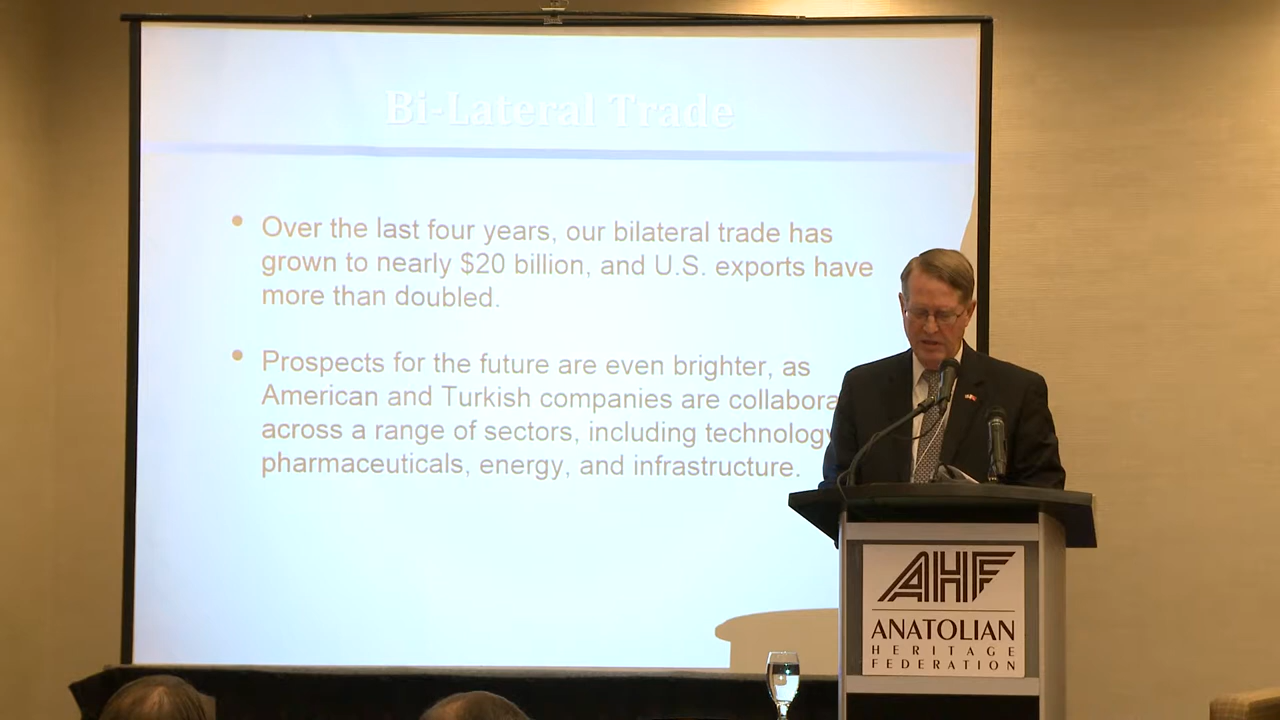 Bi-Lateral Trade
• Over the last four years, our bilateral trade has
grown to nearly $20 billion, and U.S. exports have
more than doubled.
• Prospects for the future are even brighter, as
American and Turkish companies are collabora
across a range of sectors, including technology
pharmaceuticals, energy, and infrastructure.
AHF
ANATOLIAN
HERITAGE
FEDERATION